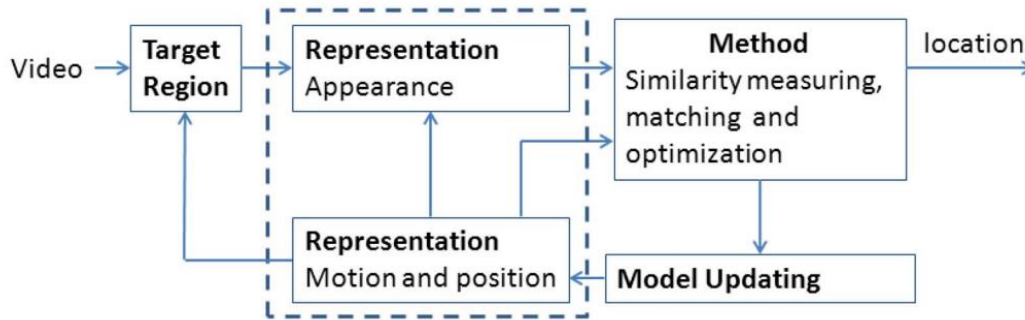 Video
Target
Region
Representation
Appearance
Method
Similarity measuring,
matching and
optimization
location
Representation
Motion and position
Model Updating